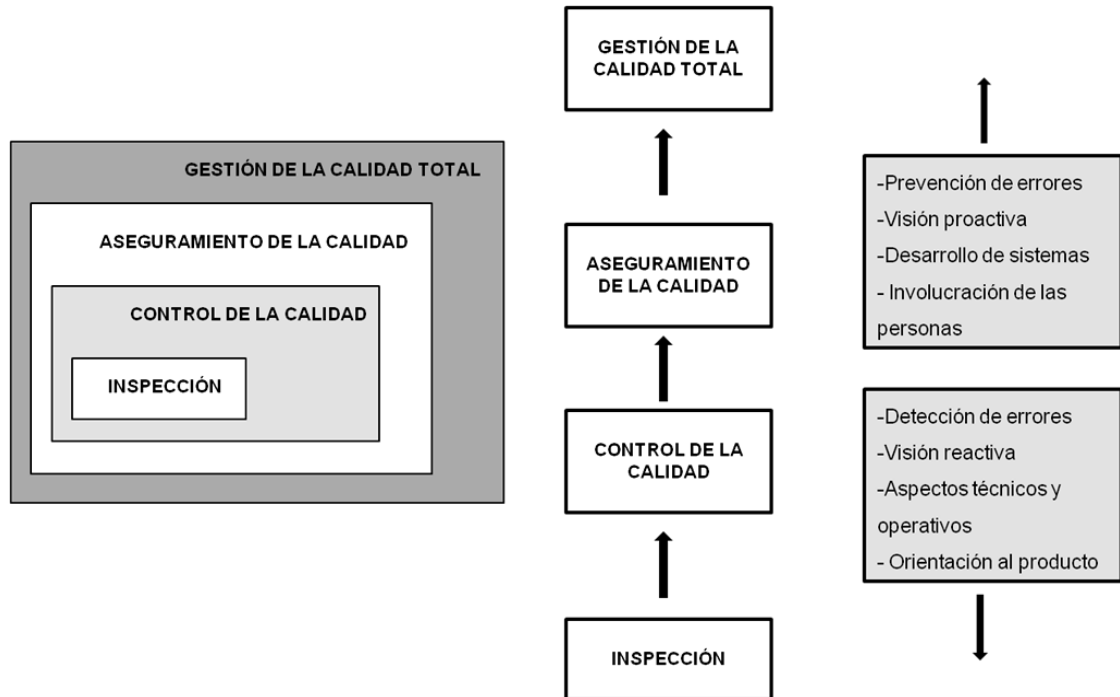 GESTIÓN DE LA CALIDAD TOTAL
ASEGURAMIENTO DE LA CALIDAD
CONTROL DE LA CALIDAD
INSPECCIÓN
GESTIÓN DE LA
CALIDAD TOTAL
ASEGURAMIENTO
DE LA CALIDAD
CONTROL DE LA
CALIDAD
INSPECCIÓN
-Prevención de errores
-Visión proactiva
-Desarrollo de sistemas
- Involucración de las
personas
-Detección de errores
-Visión reactiva
-Aspectos técnicos y
operativos
- Orientación al producto